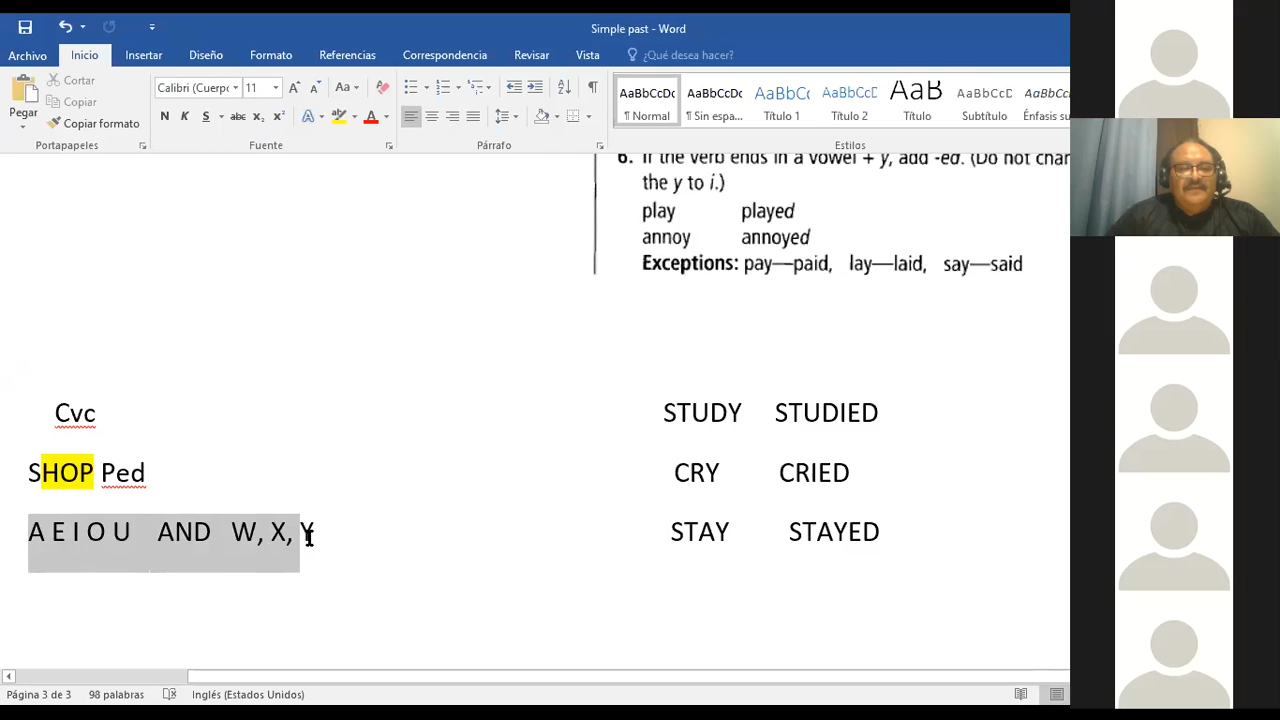 Simple past - Word
Archivo Inicio Insertar Diseño Formato Referencias Correspondencia Revisar Vista ¿Qué desea hacer?
Pegar
Cortar
Copiar
Copiar formato
Portapapeles
Calibri (Cuerpo 11
Fuente
Párrafo
AaBbCcDc AaBbCcDc AaBbCc AaBbCcD AaB AaBbCcD AaBbCcD
¶ Normal ¶ Sin espa... Título 1 Título 2 Título Subtítulo Énfasis su
Estilos
6. If the verb ends in a vowel + y, add -ed. (Do not chan
the y to i.)
play played
annoy annoyed
Exceptions: pay—paid, lay—laid, say—said
Cvc STUDY STUDIED
SHOP Ped CRY CRIED
A E I O U AND W, X, Y STAY STAYED
Página 3 de 3 98 palabras Inglés (Estados Unidos)